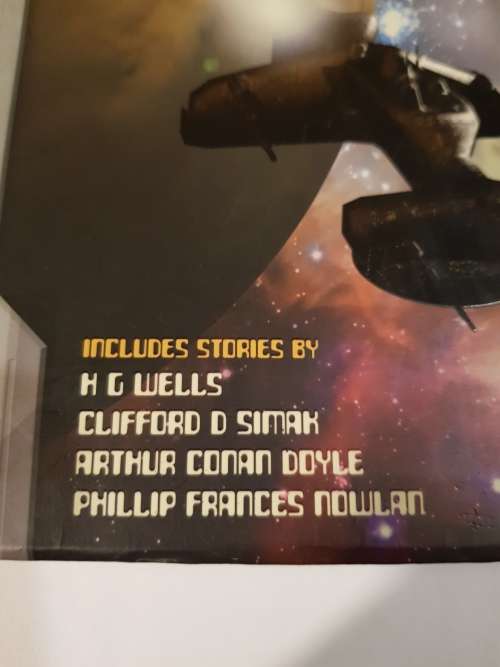 INCLUDES STORIES BY
H G WELLS
CLIFFORD D SIMAK
ARTHUR CONAN DOYLE
PHILLIP FRANCES NOWLAN